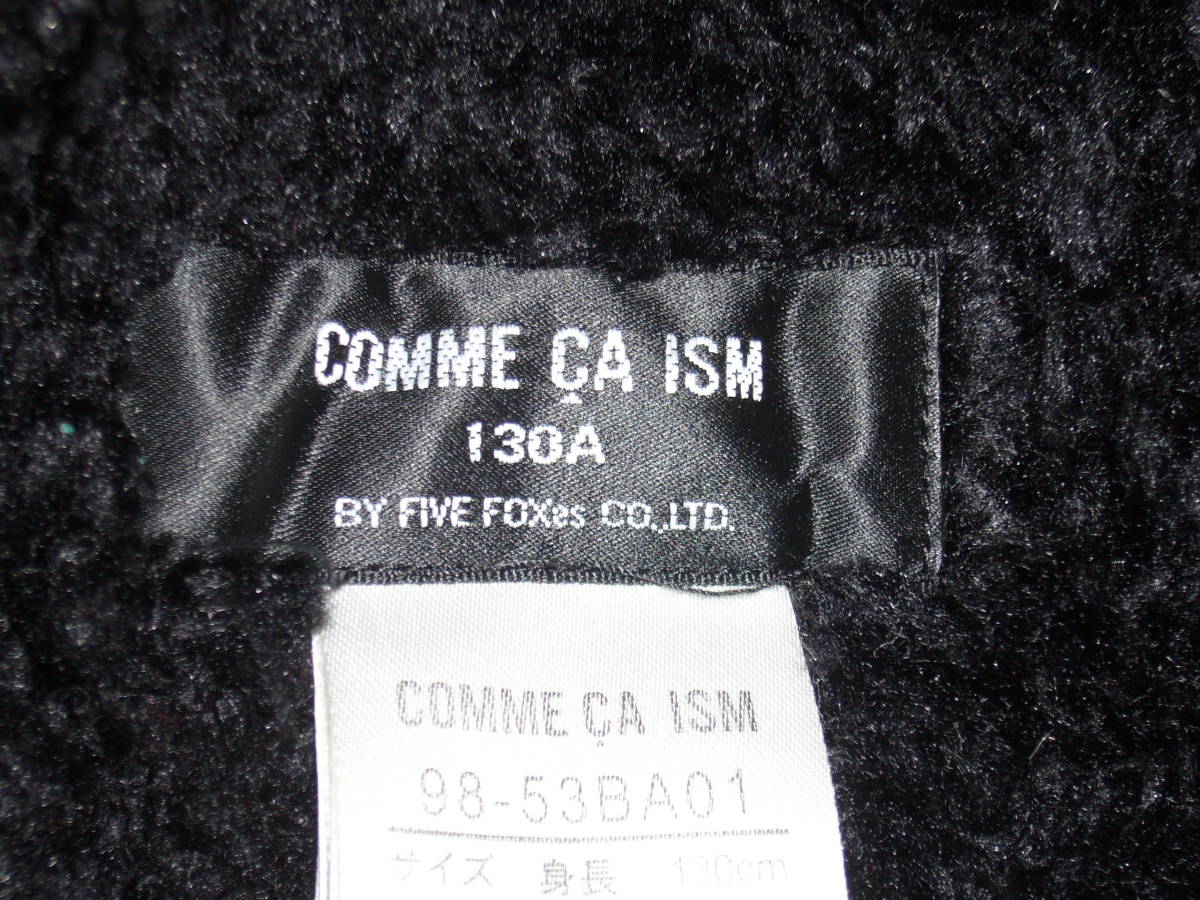 COMME ÇA ISM
130A
BY FIVE FOXes CO.,LTD.
COMME ÇA ISM
98-53BA01
サイズ 身長 130cm